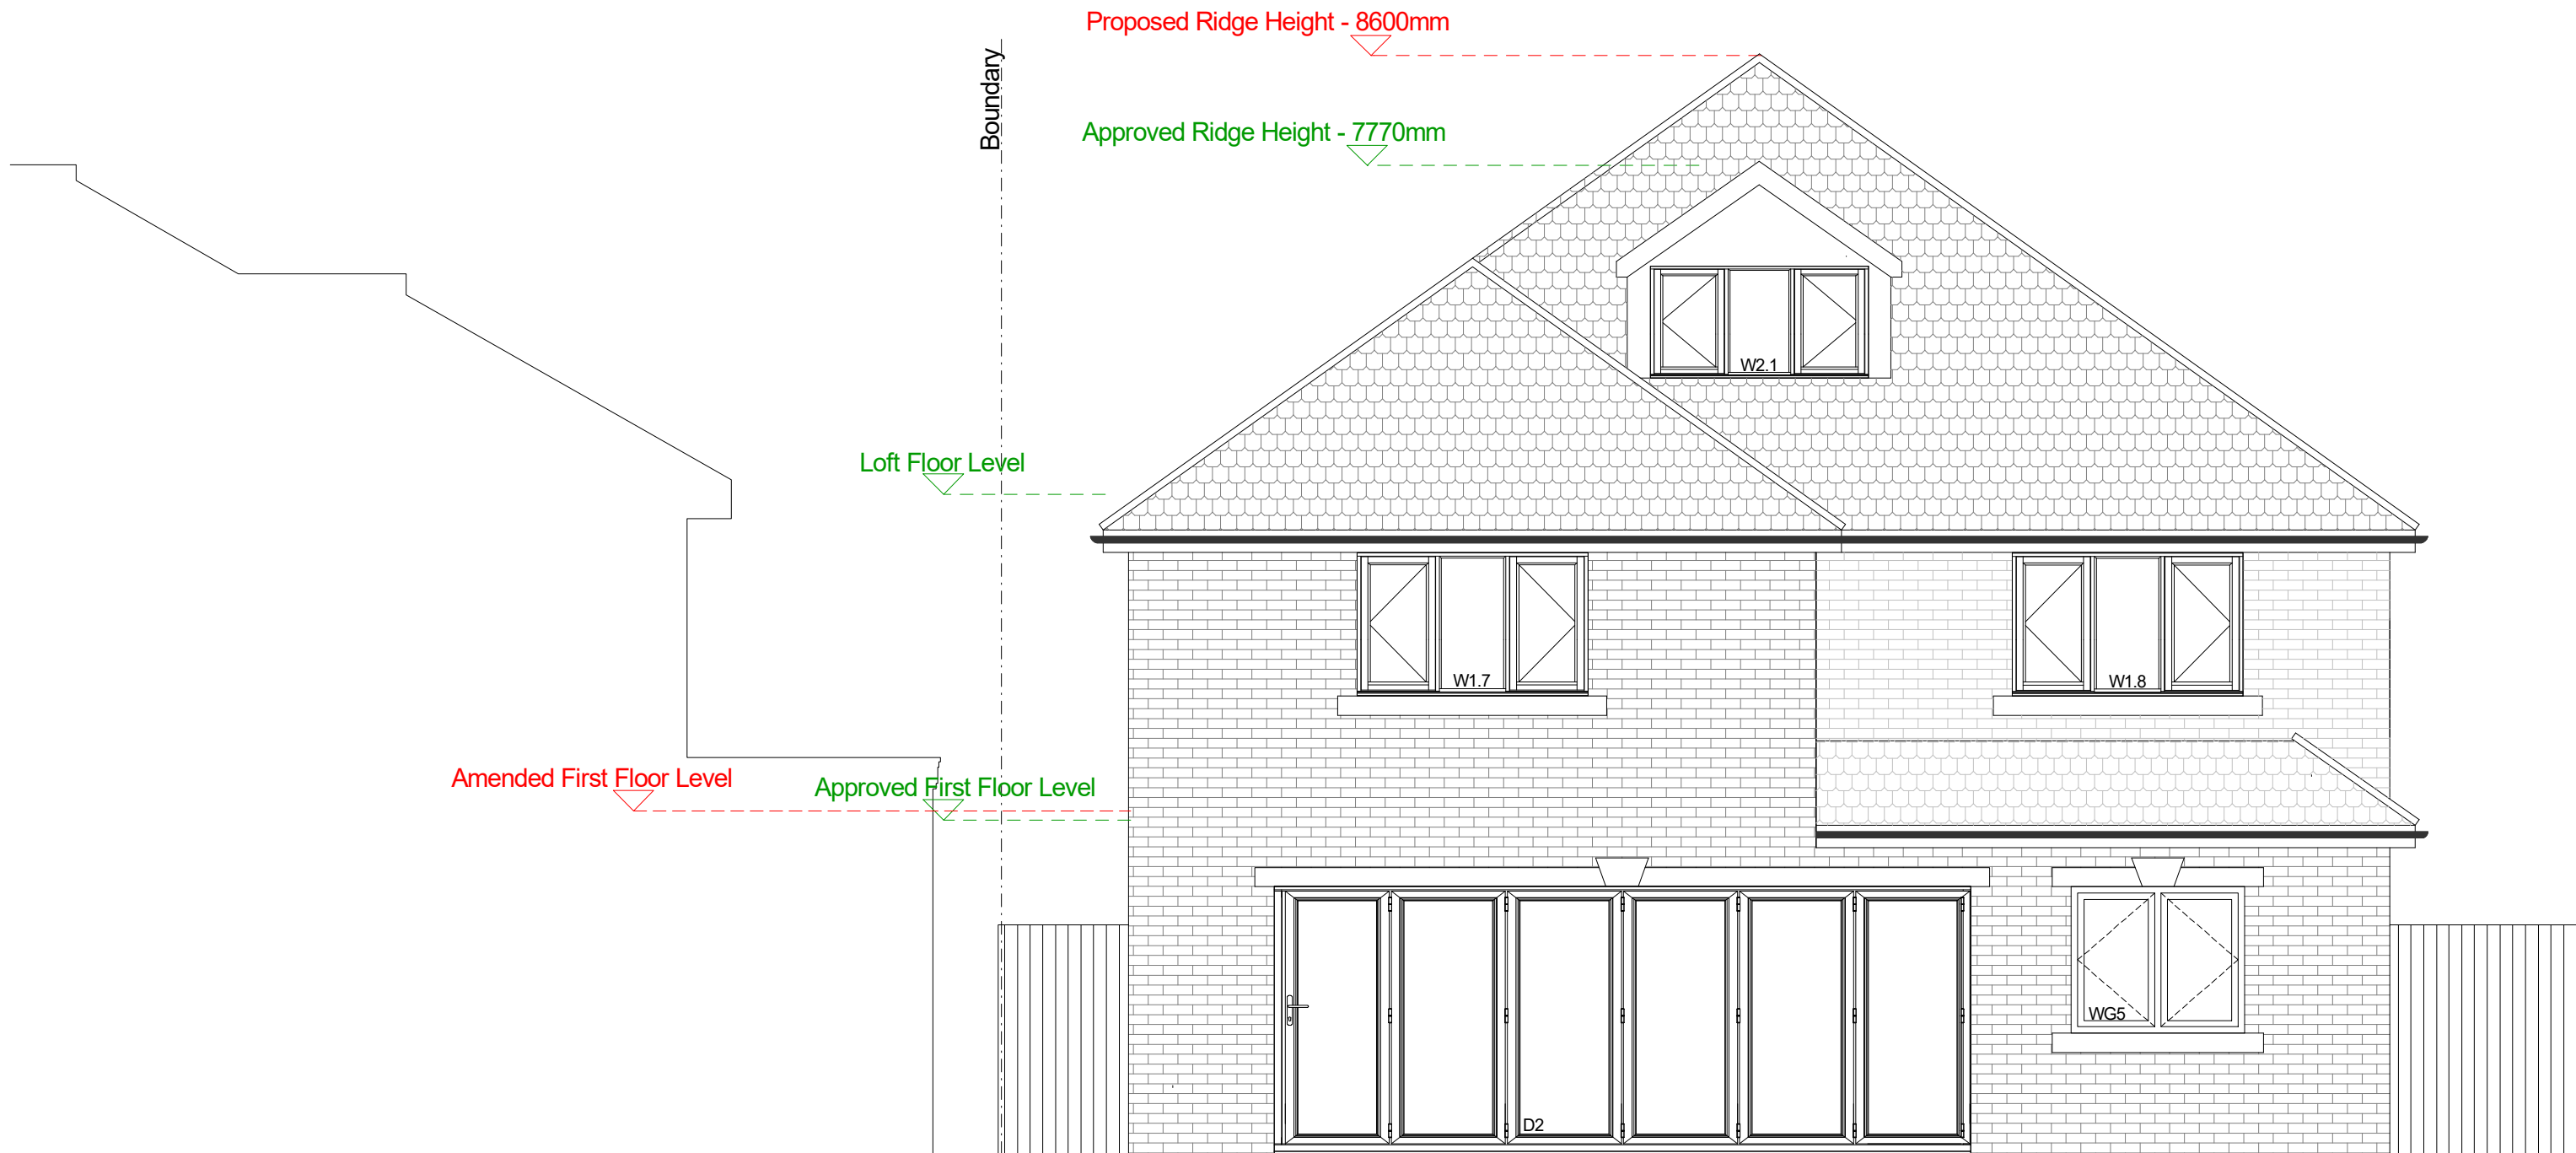 Proposed Ridge Height - 8600mm
Boundary
Approved Ridge Height - 7770mm
W2.1
Loft Floor Level
W1.7
W1.8
Amended First Floor Level
Approved First Floor Level
WG5
D2